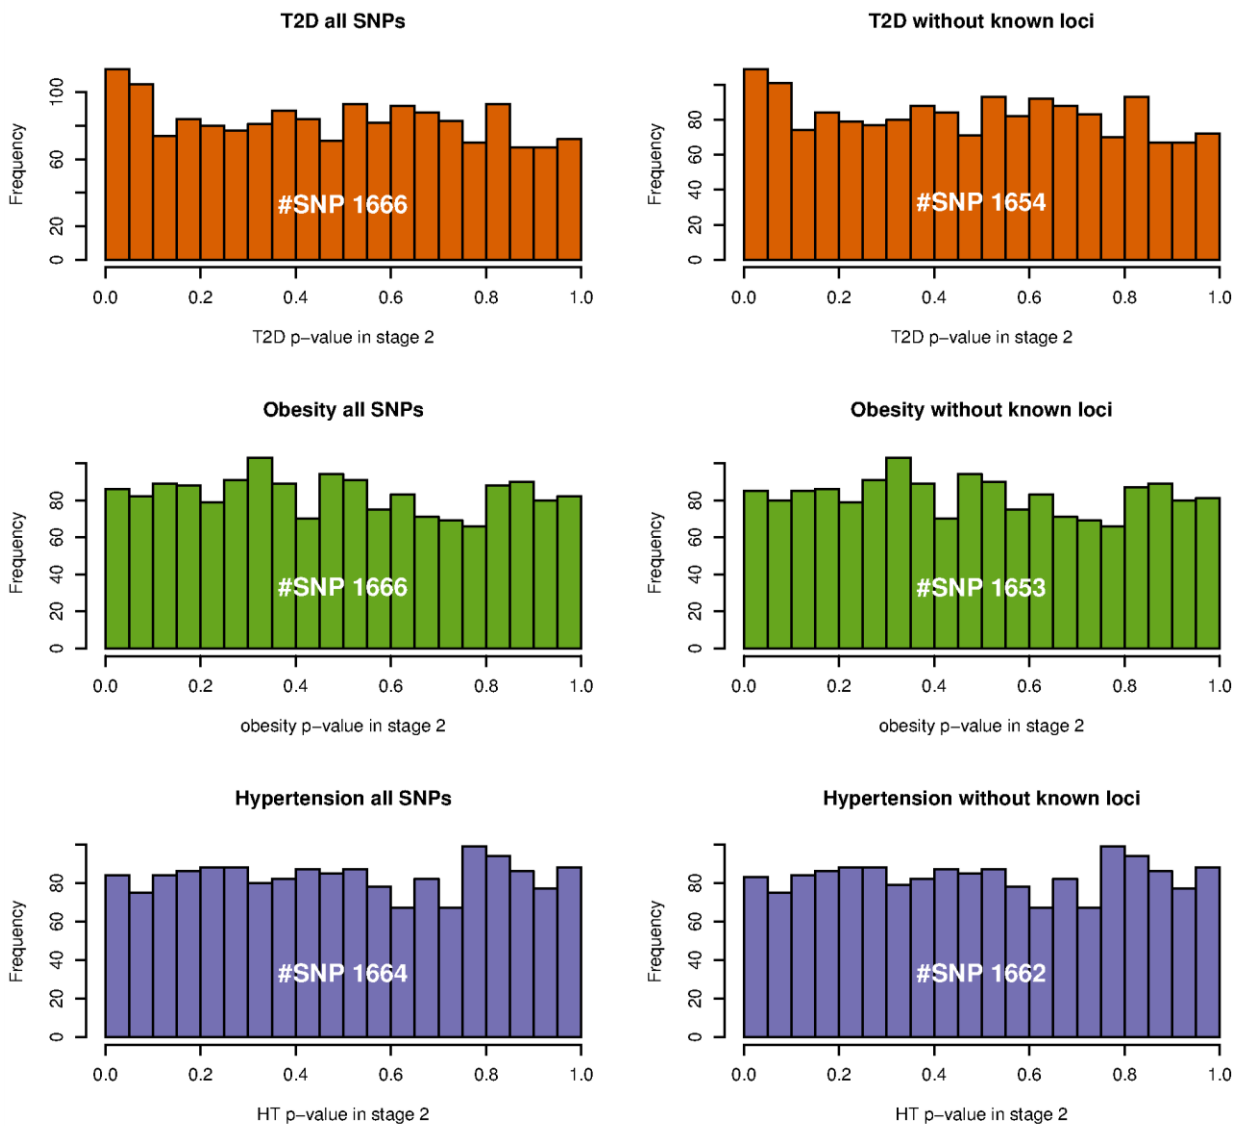 T2D all SNPs
Frequency
0 20 60 100
#SNP 1666
0.0 0.2 0.4 0.6 0.8 1.0
T2D p−value in stage 2
T2D without known loci
Frequency
0 20 40 60 80
#SNP 1654
0.0 0.2 0.4 0.6 0.8 1.0
T2D p−value in stage 2
Obesity all SNPs
Frequency
0 20 40 60 80
#SNP 1666
0.0 0.2 0.4 0.6 0.8 1.0
obesity p−value in stage 2
Obesity without known loci
Frequency
0 20 40 60 80
#SNP 1653
0.0 0.2 0.4 0.6 0.8 1.0
obesity p−value in stage 2
Hypertension all SNPs
Frequency
0 20 40 60 80
#SNP 1664
0.0 0.2 0.4 0.6 0.8 1.0
HT p−value in stage 2
Hypertension without known loci
Frequency
0 20 40 60 80
#SNP 1662
0.0 0.2 0.4 0.6 0.8 1.0
HT p−value in stage 2